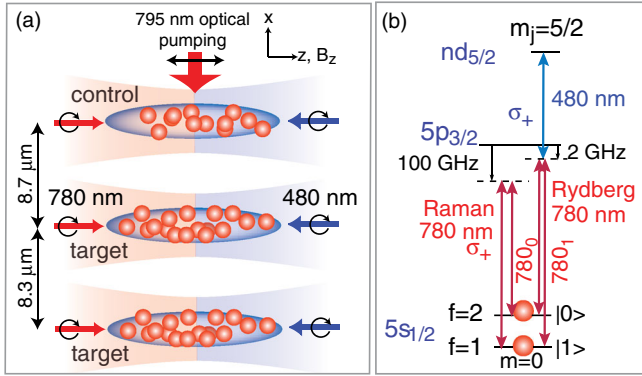 (a)
795 nm optical
pumping
x
z, B_z
control
8.7 µm
780 nm
480 nm
target
8.3 µm
target
(b)
m_j=5/2
nd_5/2
480 nm
σ_+
5p_3/2
2 GHz
100 GHz
Raman
780 nm
σ_+
Rydberg
780 nm
780_0
780_1
f=2
|0>
5s_1/2
f=1
|1>
m=0